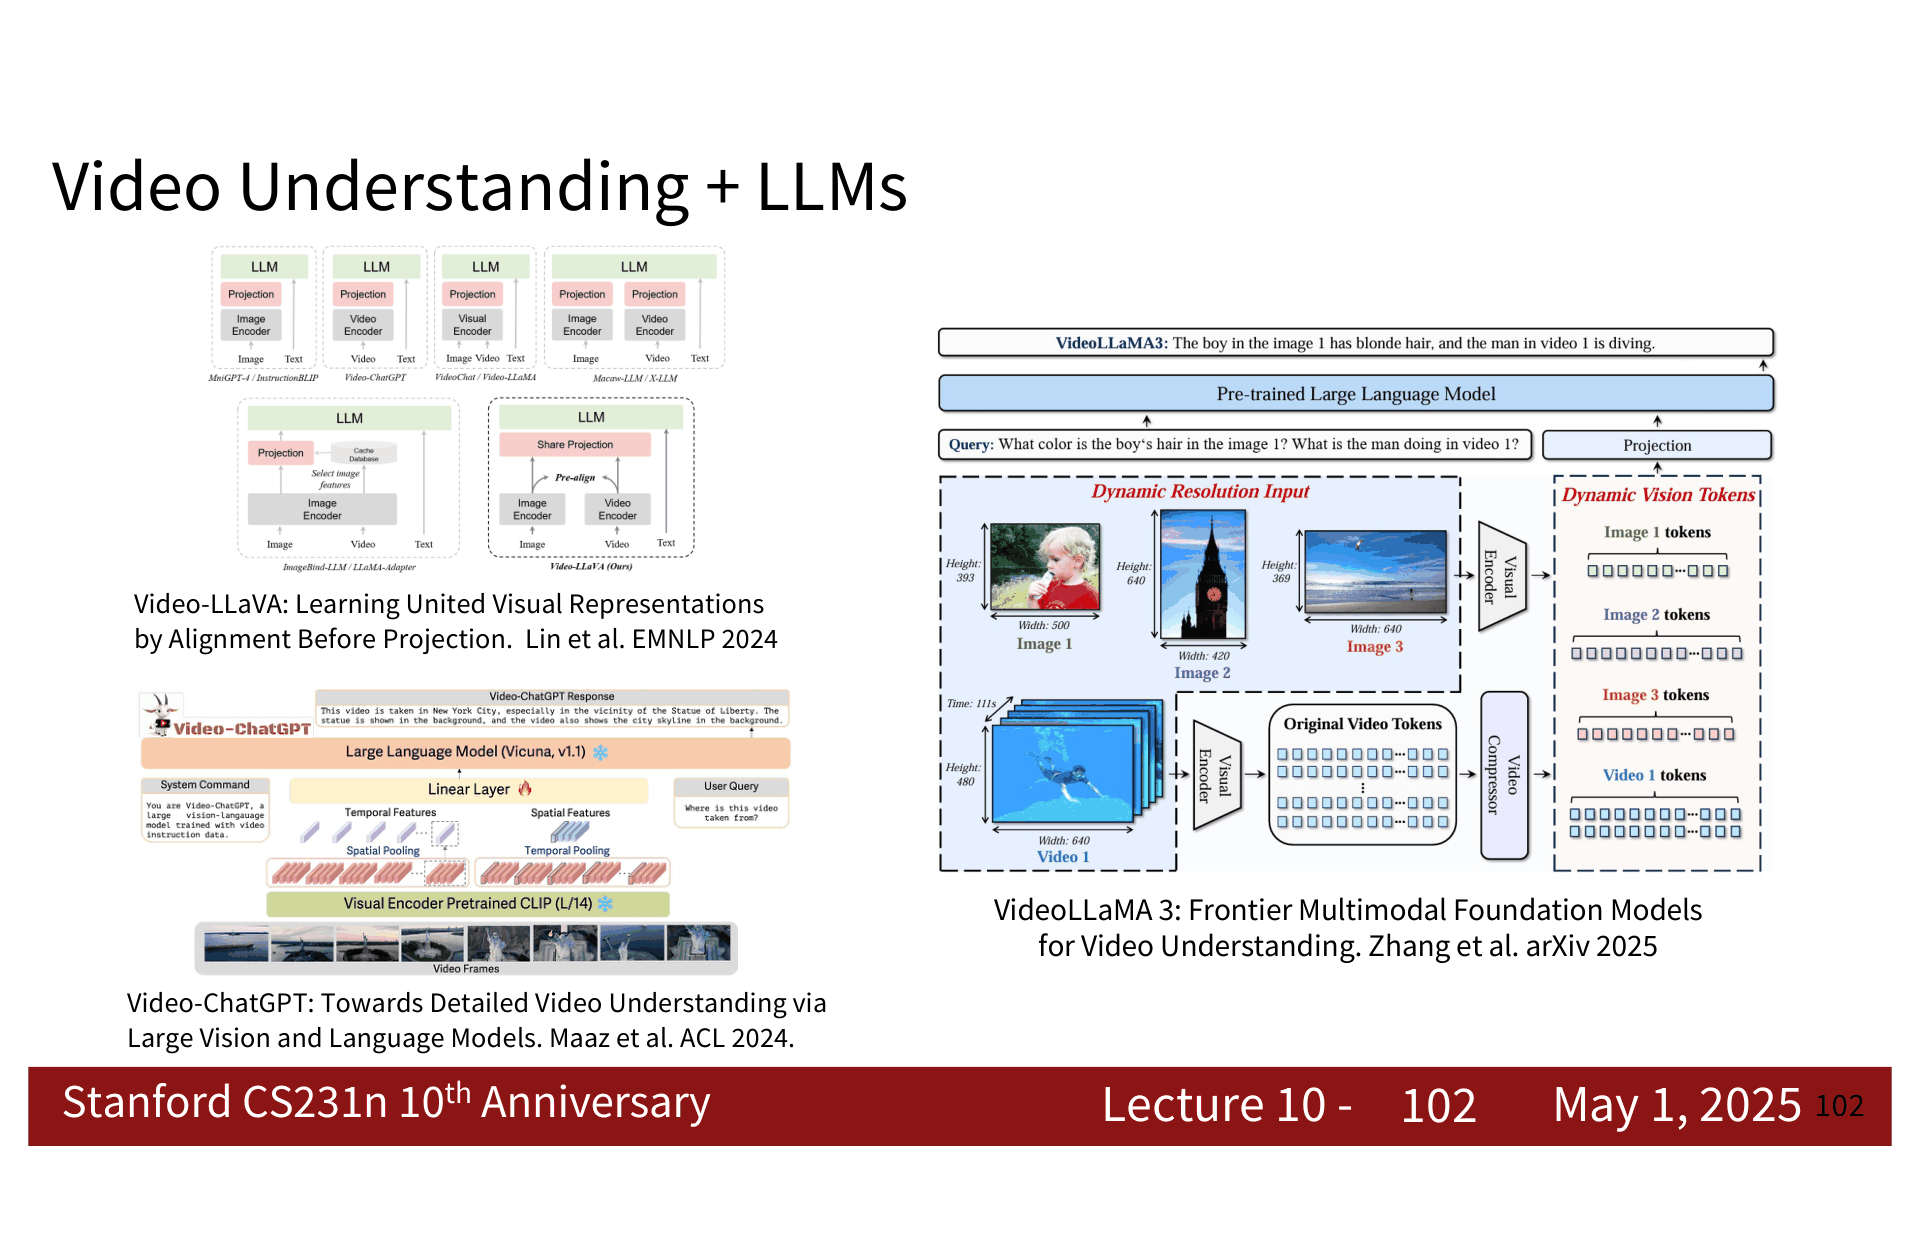 Video Understanding + LLMs
LLM
Projection
Image
Encoder
Image
Text
MniGPT-4 / InstructionBLIP
LLM
Projection
Video
Encoder
Video
Text
Video-ChatGPT
LLM
Projection
Visual
Encoder
Image Video Text
VideoChat / Video-LLaMA
LLM
Projection
Projection
Image
Encoder
Video
Encoder
Image
Video
Text
Macaw-LLM / X-LLM
LLM
Projection
Cache
Database
Select image
features
Image
Encoder
Image
Video
Text
ImageBind-LLM / LLaMA-Adapter
LLM
Share Projection
Pre-align
Image
Encoder
Video
Encoder
Image
Video
Text
Video-LLaVA (Ours)
Video-LLaVA: Learning United Visual Representations
by Alignment Before Projection. Lin et al. EMNLP 2024
Video-ChatGPT
Video-ChatGPT Response
This video is taken in New York City, especially in the vicinity of the Statue of Liberty. The
statue is shown in the background, and the video also shows the city skyline in the background.
Large Language Model (Vicuna, v1.1)
System Command
You are Video-ChatGPT, a
large vision-langauage
model trained with video
instruction data.
Linear Layer
User Query
Where is this video
taken from?
Temporal Features
Spatial Features
Spatial Pooling
Temporal Pooling
Visual Encoder Pretrained CLIP (L/14)
Video Frames
Video-ChatGPT: Towards Detailed Video Understanding via
Large Vision and Language Models. Maaz et al. ACL 2024.
VideoLLaMA3: The boy in the image 1 has blonde hair, and the man in video 1 is diving.
Pre-trained Large Language Model
Query: What color is the boy's hair in the image 1? What is the man doing in video 1?
Projection
Dynamic Resolution Input
Height:
393
Width: 500
Image 1
Height:
640
Width: 420
Image 2
Height:
369
Width: 640
Image 3
Visual
Encoder
Dynamic Vision Tokens
Image 1 tokens
Image 2 tokens
Image 3 tokens
Video 1 tokens
Time: 111s
Height:
480
Width: 640
Video 1
Visual
Encoder
Original Video Tokens
Video
Compressor
VideoLLaMA 3: Frontier Multimodal Foundation Models
for Video Understanding. Zhang et al. arXiv 2025
Stanford CS231n 10th Anniversary
Lecture 10 - 102
May 1, 2025
102